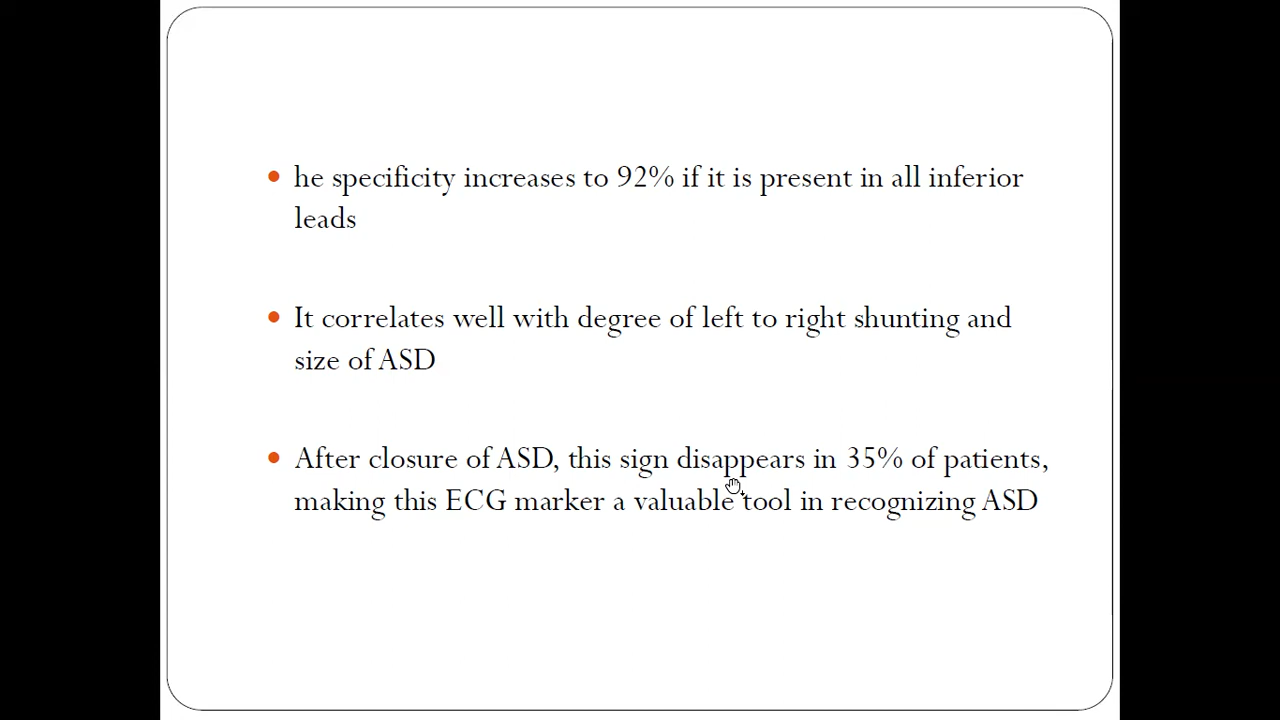 he specificity increases to 92% if it is present in all inferior
leads
It correlates well with degree of left to right shunting and
size of ASD
After closure of ASD, this sign disappears in 35% of patients,
making this ECG marker a valuable tool in recognizing ASD